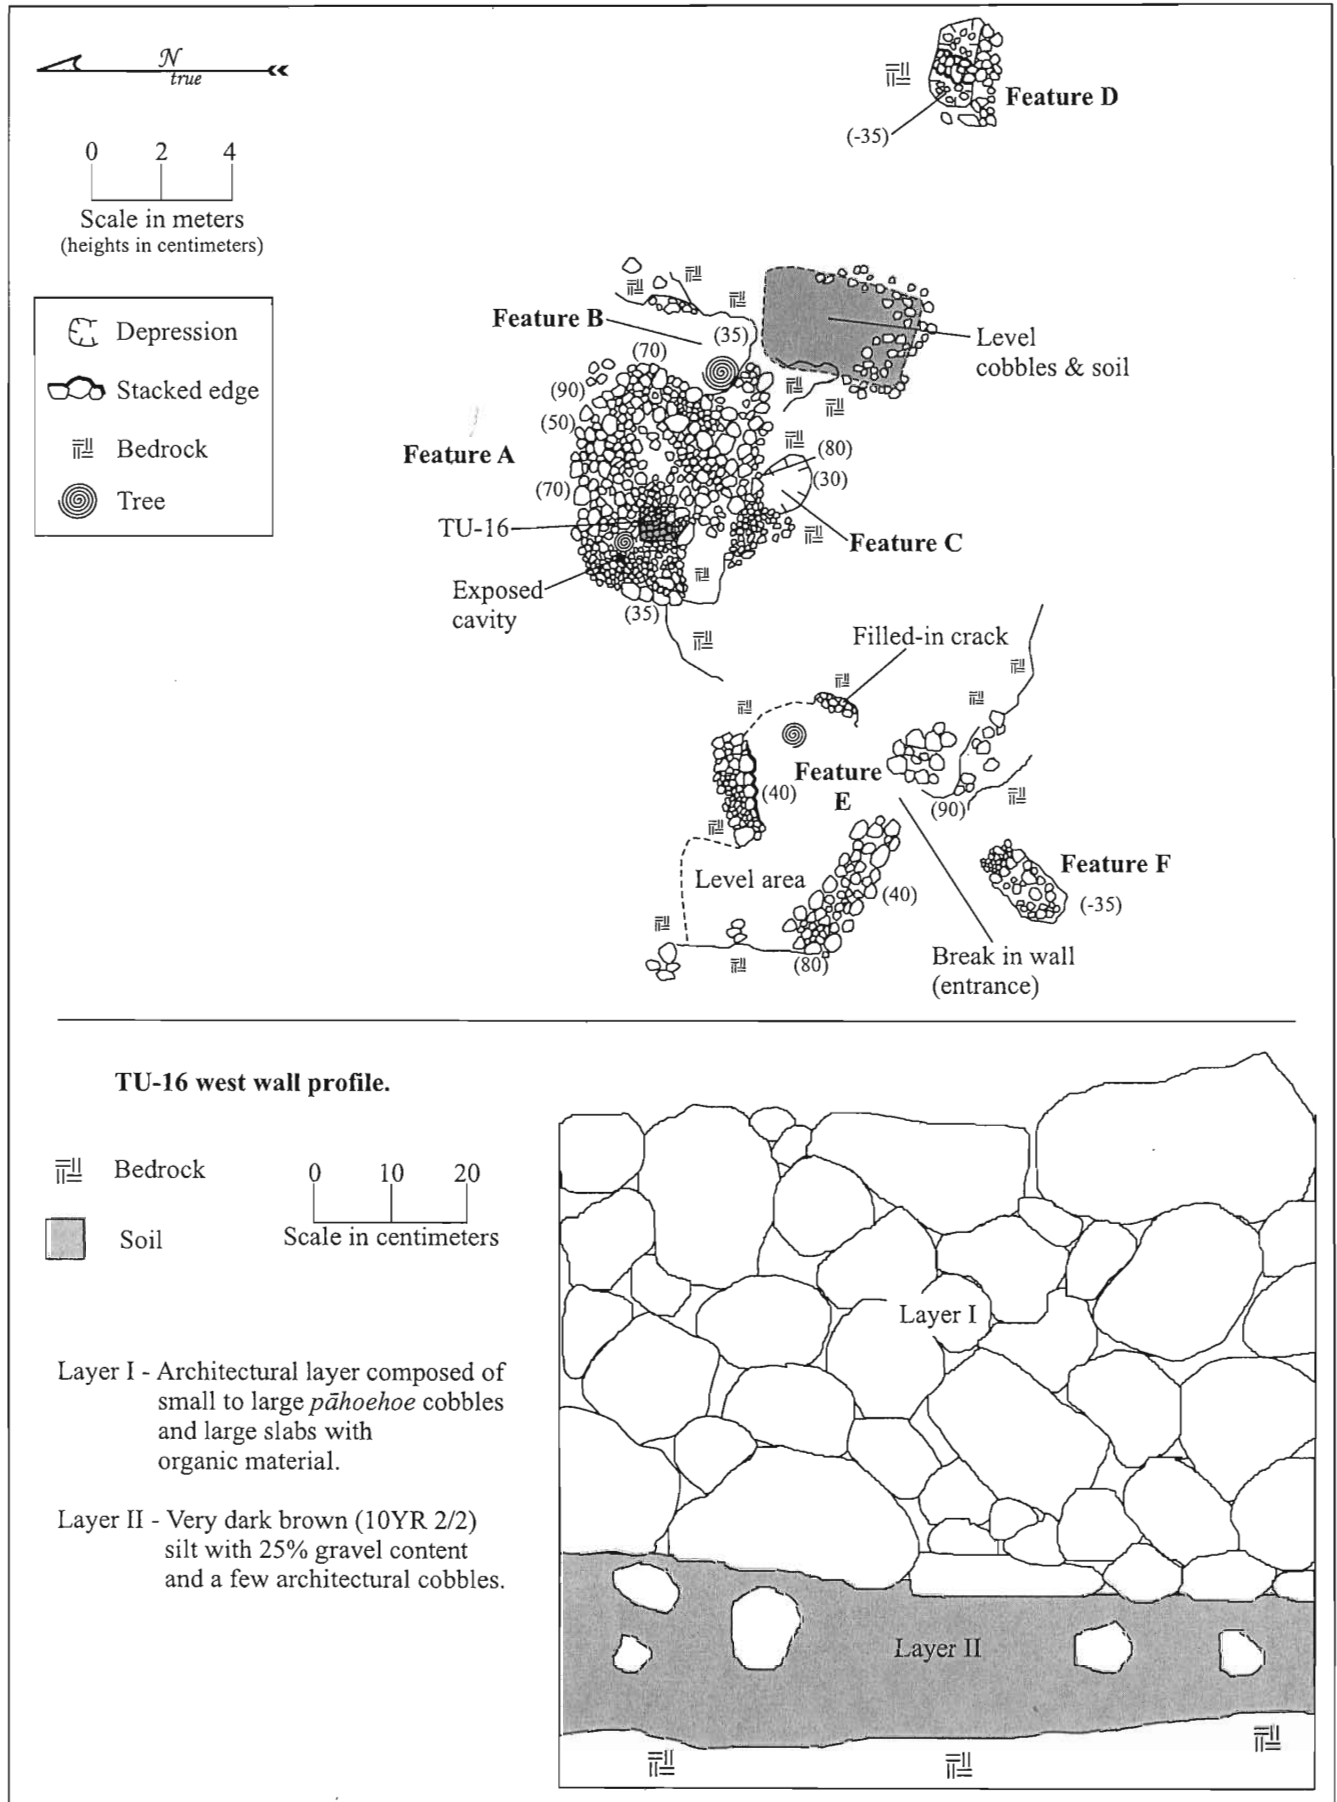 N
true
0 2 4
Scale in meters
(heights in centimeters)
Depression
Stacked edge
Bedrock
Tree
Feature D
(-35)
Feature B
(35)
(70)
(90)
(50)
Level
cobbles & soil
Feature A
(80)
(30)
(70)
TU-16
Feature C
Exposed
cavity
(35)
Filled-in crack
Feature
E
(40)
(90)
Level area
Feature F
(-35)
(40)
(80)
Break in wall
(entrance)
TU-16 west wall profile.
Bedrock
0 10 20
Soil
Scale in centimeters
Layer I
Layer I - Architectural layer composed of
small to large pāhoehoe cobbles
and large slabs with
organic material.
Layer II - Very dark brown (10YR 2/2)
silt with 25% gravel content
and a few architectural cobbles.
Layer II